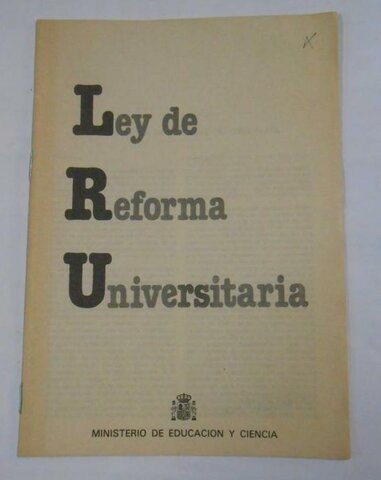 Ley de
Reforma
Universitaria
MINISTERIO DE EDUCACION Y CIENCIA